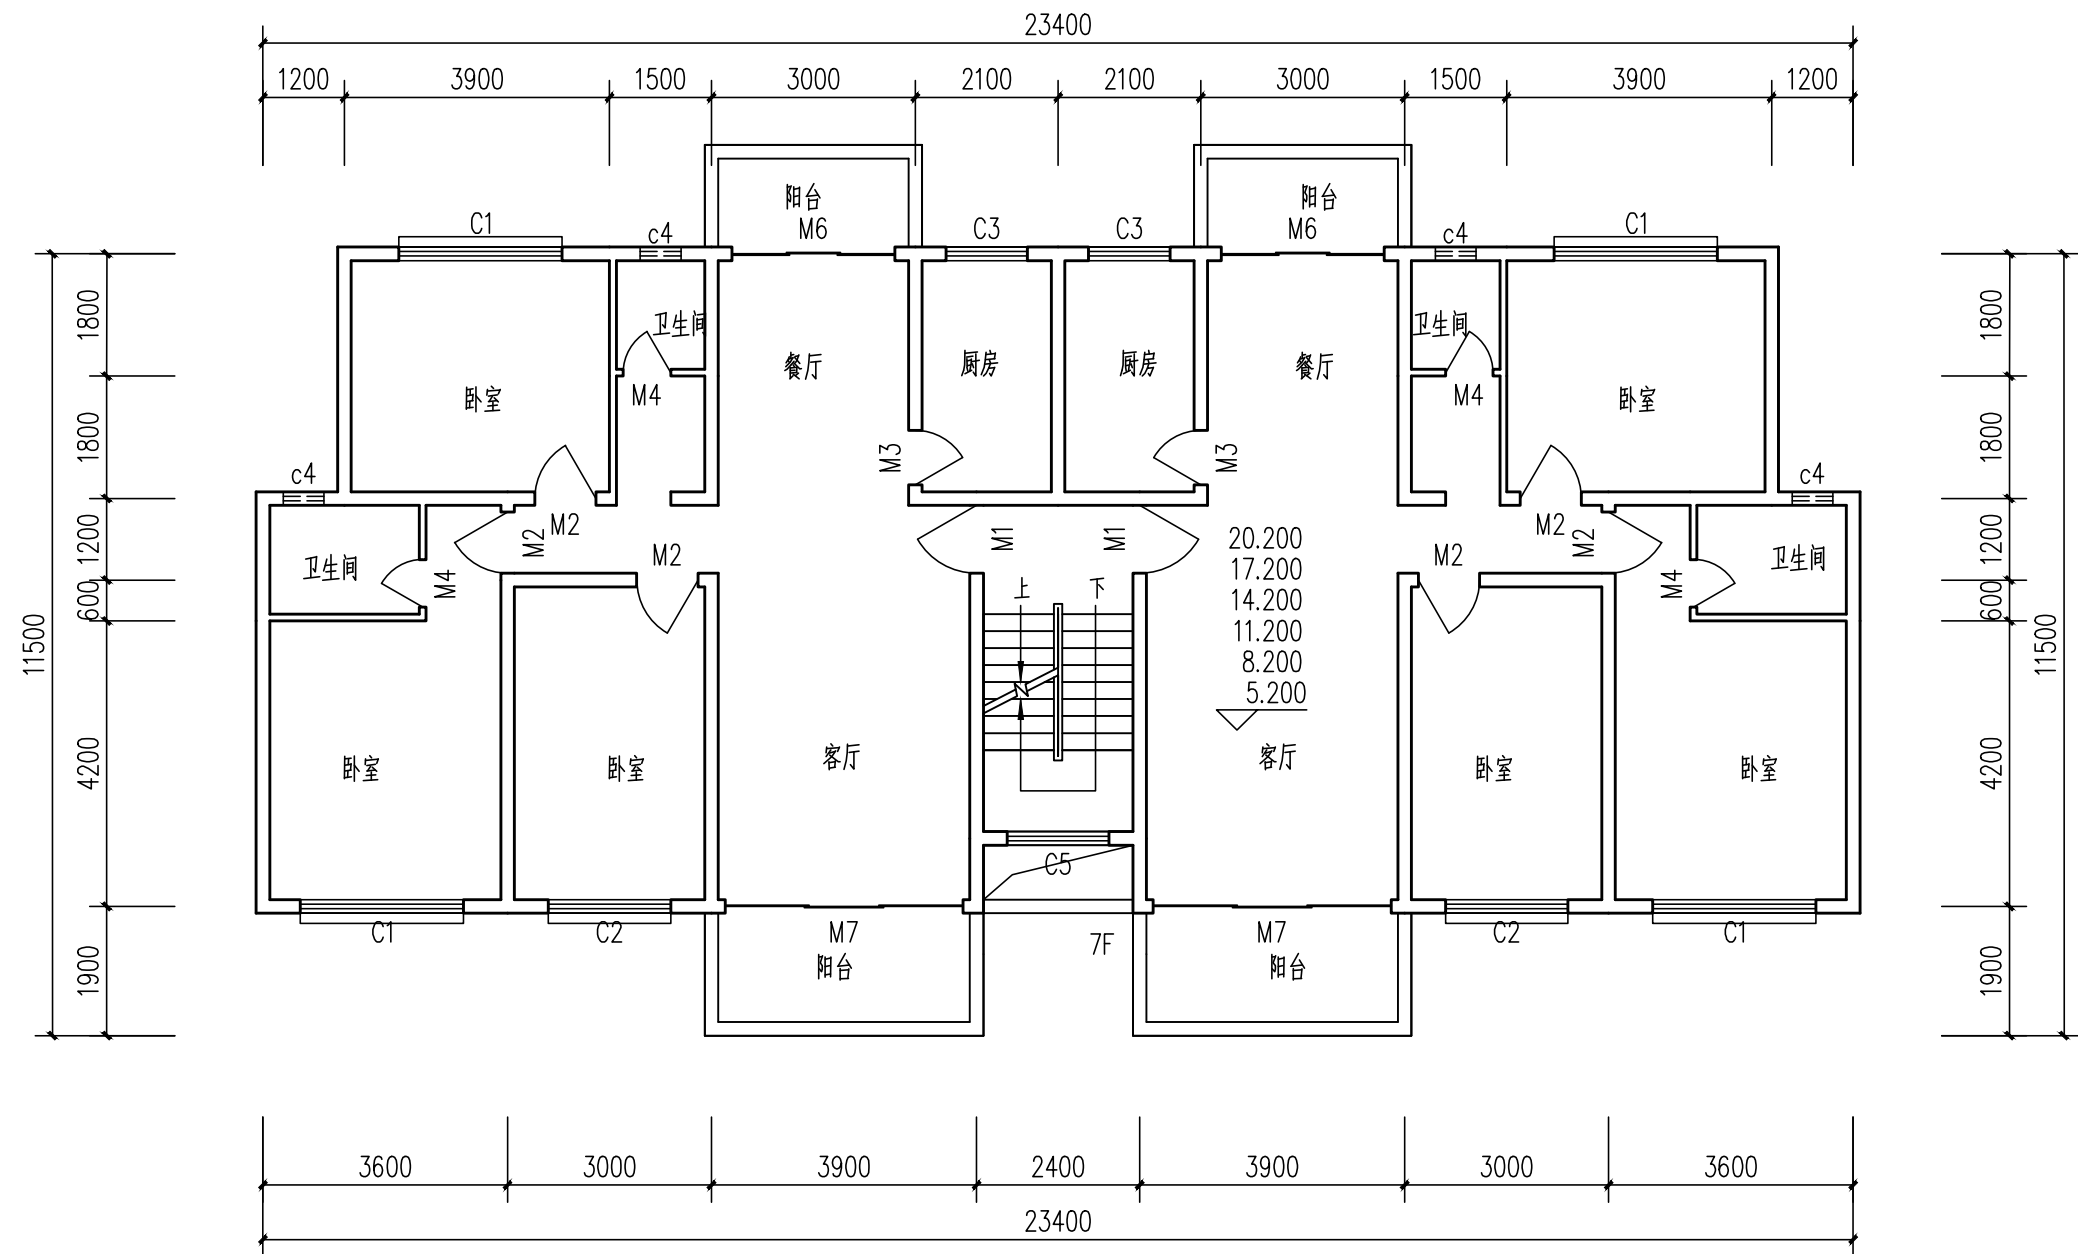 23400
1200 3900 1500 3000 2100 2100 3000 1500 3900 1200
阳台 阳台
C1 c4 M6 C3 C3 M6 c4 C1
1800 卫生间 卫生间 1800
餐厅 厨房 厨房 餐厅
卧室 M4 M4 卧室
1800 M3 M3 1800
c4 c4
M2 M2 M2 M1 M1 M2 M2 M2
1200 1200
20.200
17.200
14.200
11.200
8.200
5.200
卫生间 M4 上 下 M4 卫生间
600 600
11500 11500
4200 卧室 卧室 客厅 客厅 卧室 卧室 4200
C5
C1 C2 M7 7F M7 C2 C1
1900 阳台 阳台 1900
3600 3000 3900 2400 3900 3000 3600
23400